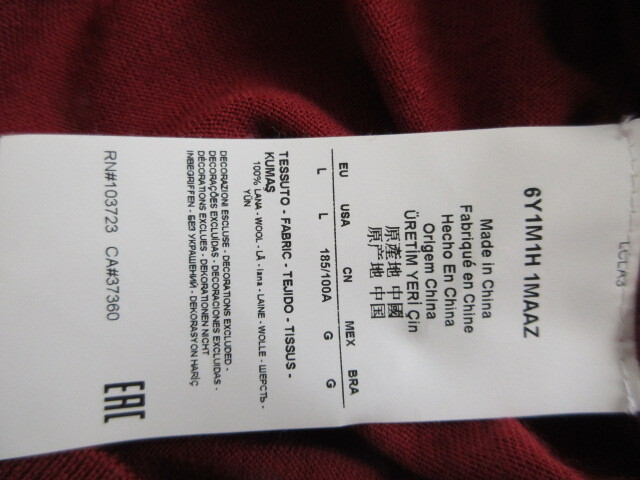 6Y1M1H 1MAAZ
Made in China
Fabriqué en Chine
Hecho En China
Origem China
ÜRETİM YERİ Çin
原產地 中國
原产地 中国
EU USA CN MEX BRA
L L 185/100A G G
TESSUTO - FABRIC - TEJIDO - TISSUS -
KUMAŞ
100% LANA - WOOL - LÃ - lana - LAINE - WOLLE - ШЕРСТЬ -
YÜN
DECORAZIONI ESCLUSE - DECORATIONS EXCLUDED -
DECORAÇÕES EXCLUÍDAS - DECORACIONES EXCLUIDAS -
DÉCORATIONS EXCLUES - DEKORATIONEN NICHT
INBEGRIFFEN - БЕЗ УКРАШЕНИЙ - DEKORASYON HARİÇ
RN#103723 CA#37360
EAC